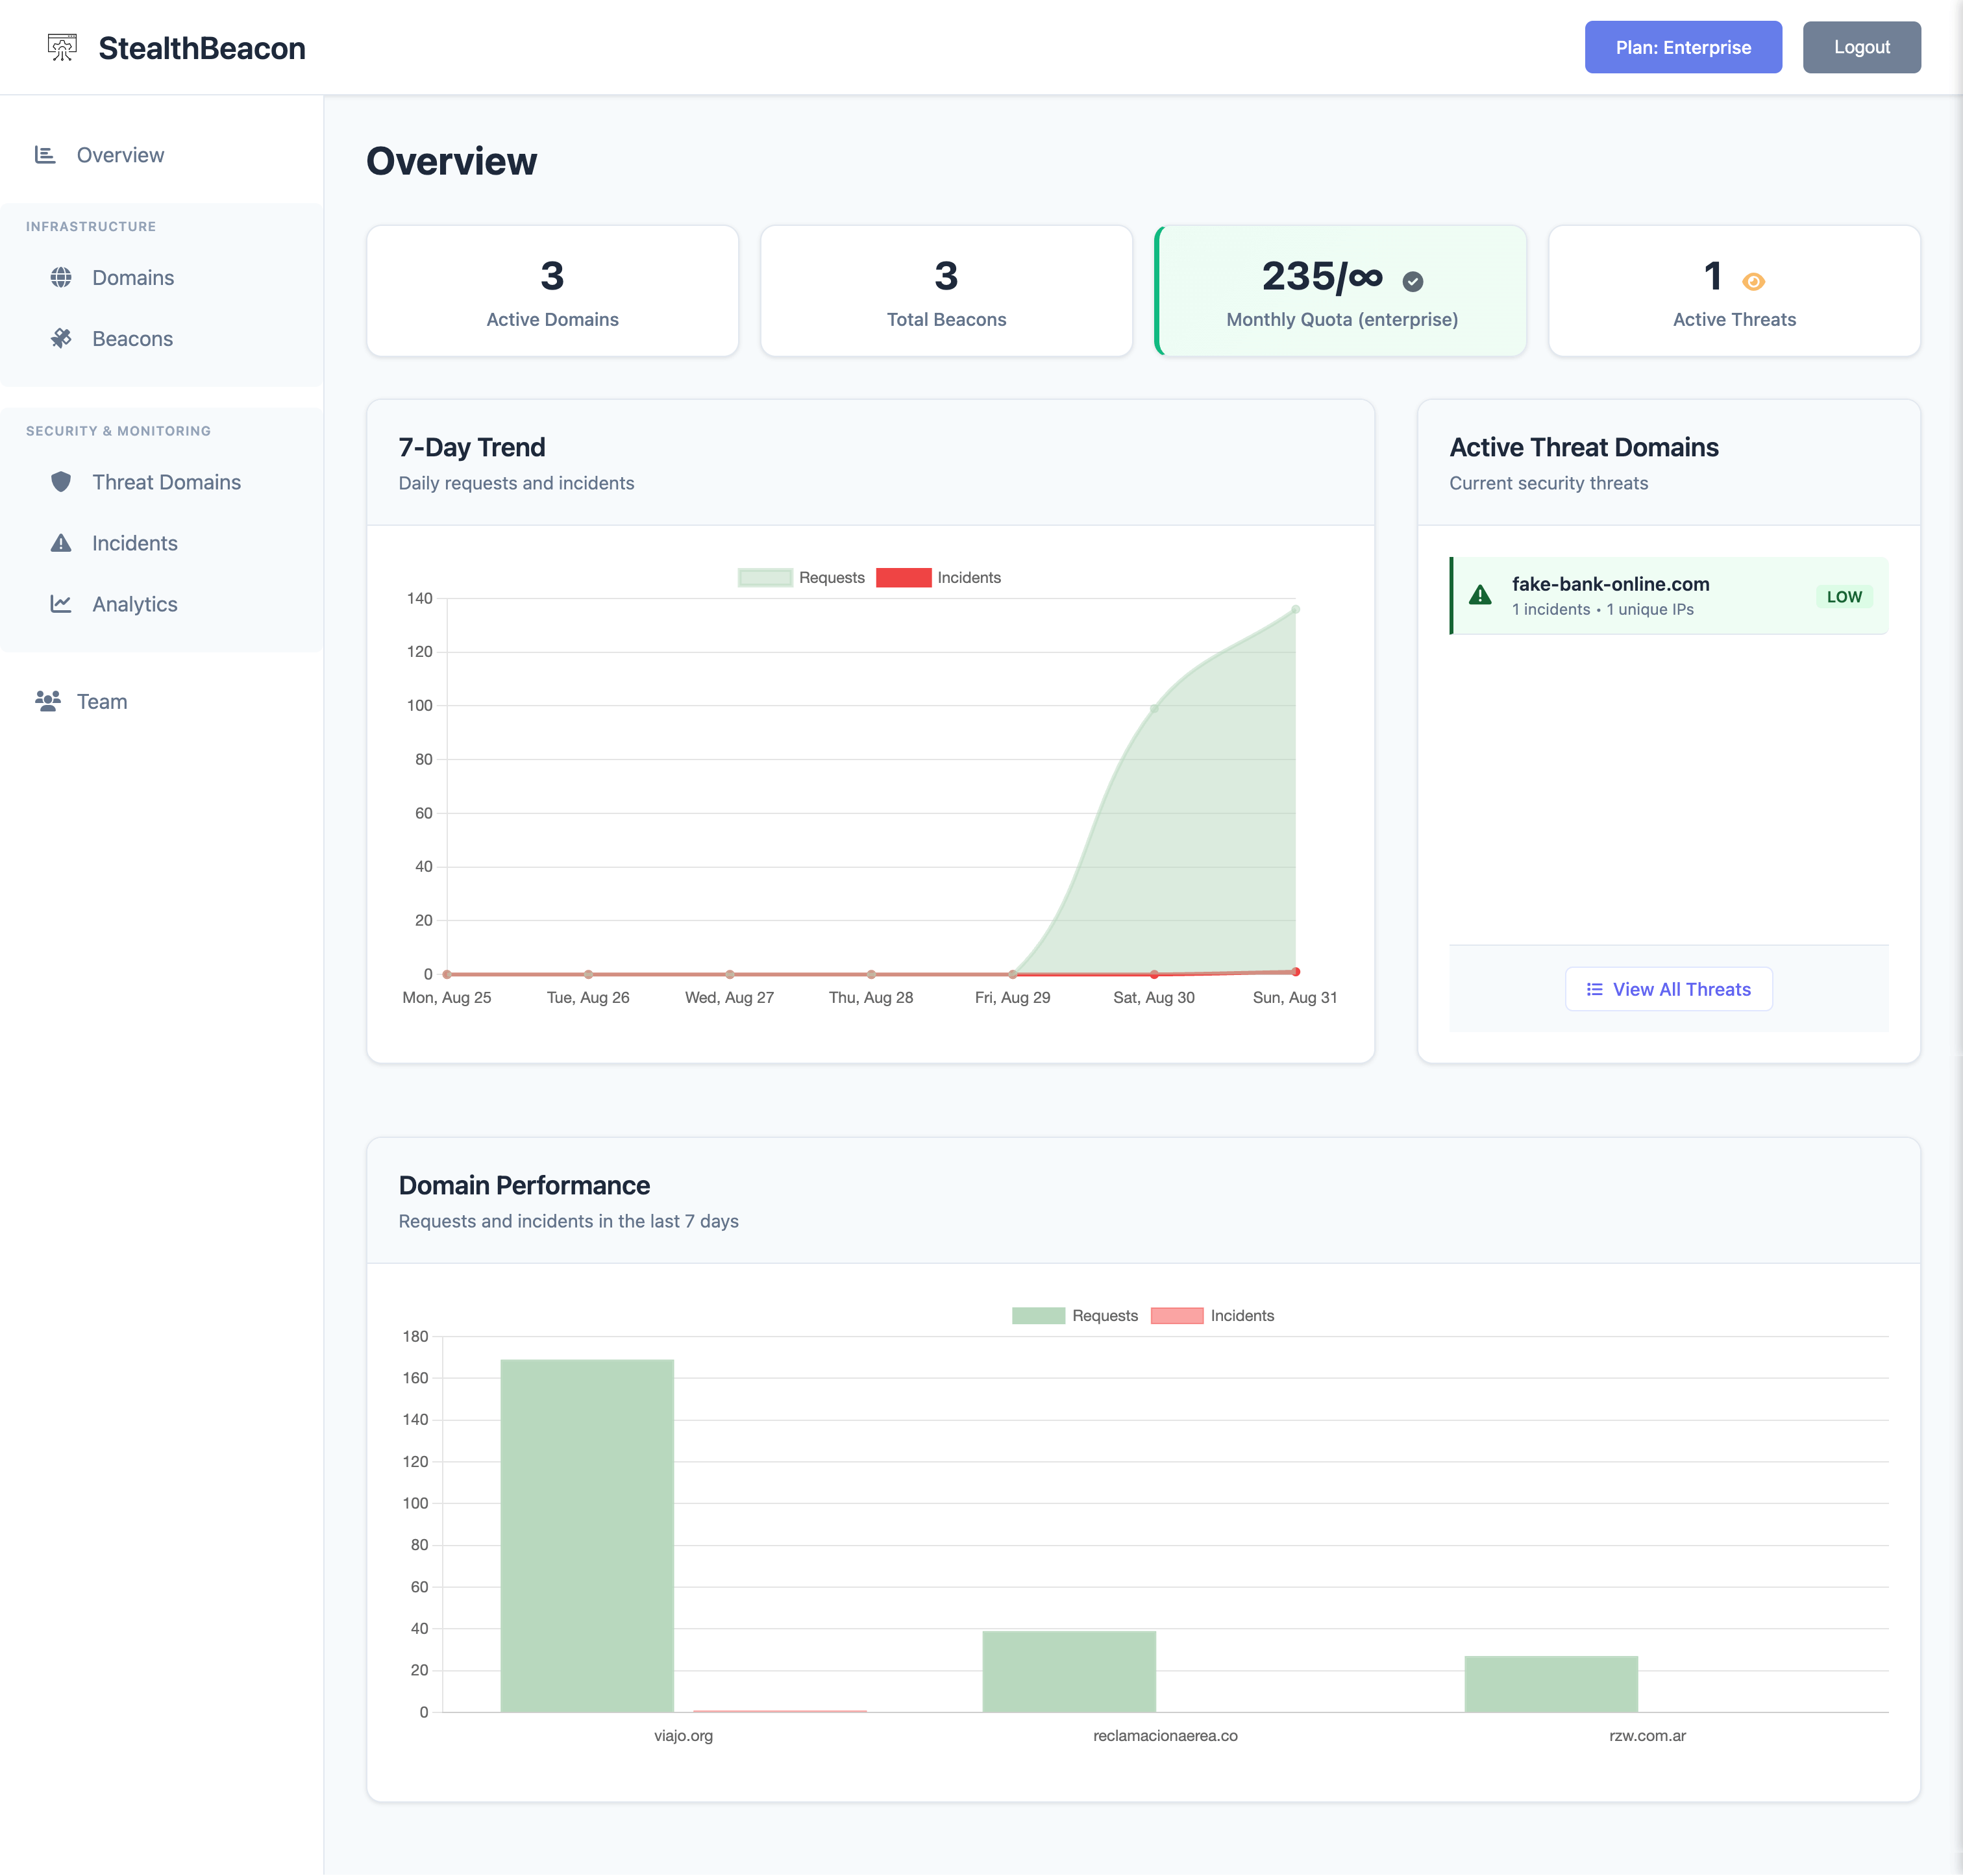 StealthBeacon
Plan: Enterprise
Logout
Overview
INFRASTRUCTURE
Domains
Beacons
SECURITY & MONITORING
Threat Domains
Incidents
Analytics
Team
Overview
3
Active Domains
3
Total Beacons
235/∞
Monthly Quota (enterprise)
1
Active Threats
7-Day Trend
Daily requests and incidents
Requests Incidents
140
120
100
80
60
40
20
0
Mon, Aug 25 Tue, Aug 26 Wed, Aug 27 Thu, Aug 28 Fri, Aug 29 Sat, Aug 30 Sun, Aug 31
Active Threat Domains
Current security threats
fake-bank-online.com
1 incidents • 1 unique IPs
LOW
View All Threats
Domain Performance
Requests and incidents in the last 7 days
Requests Incidents
180
160
140
120
100
80
60
40
20
0
viajo.org reclamacionaerea.co rzw.com.ar